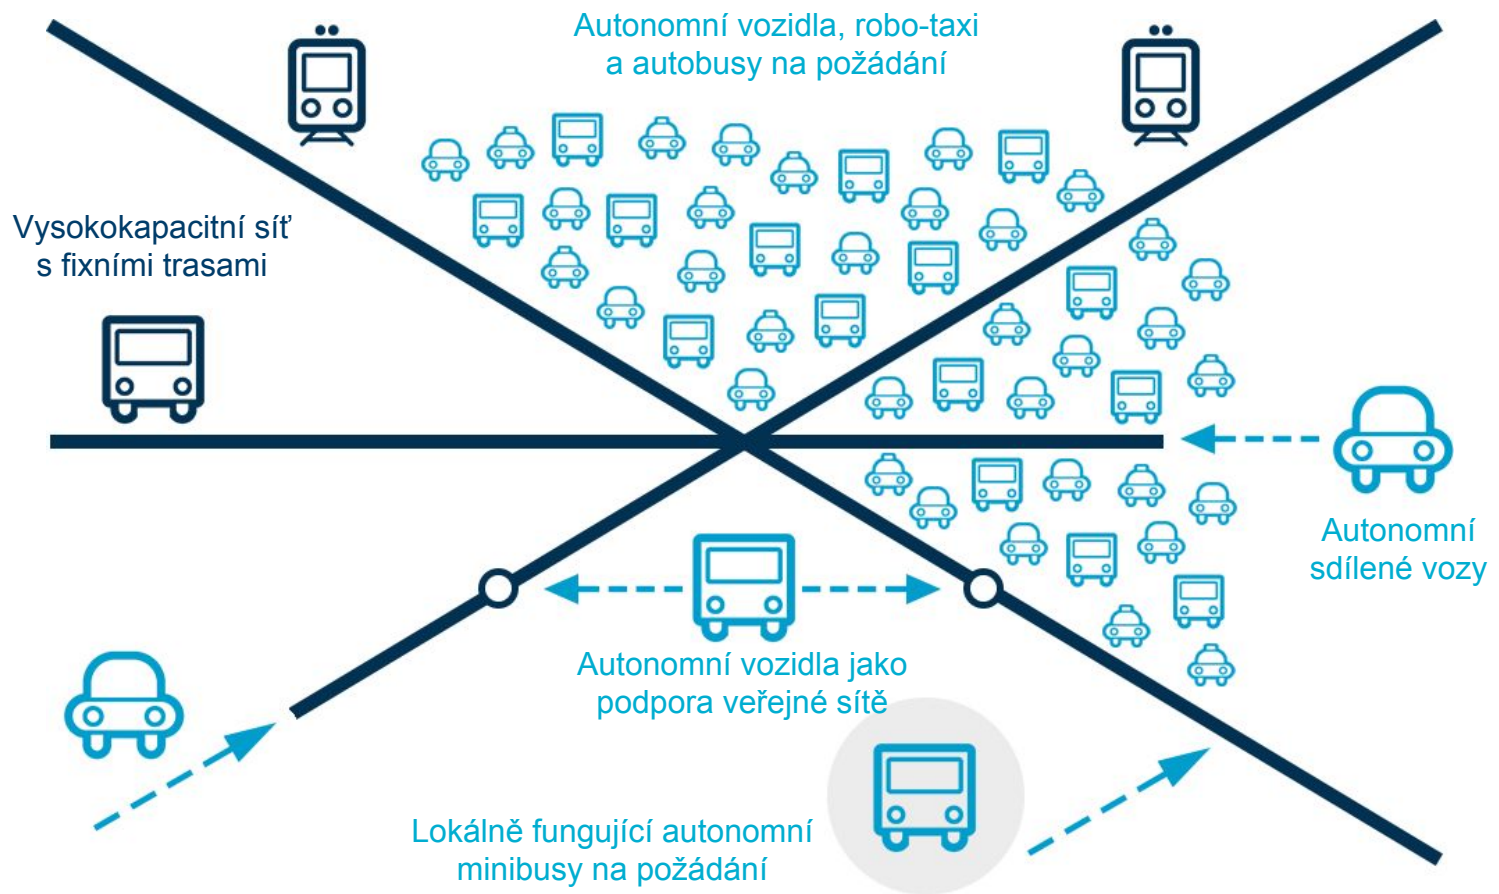 Autonomní vozidla, robo-taxi
a autobusy na požádání
Vysokokapacitní síť
s fixními trasami
Autonomní
sdílené vozy
Autonomní vozidla jako
podpora veřejné sítě
Lokálně fungující autonomní
minibusy na požádání